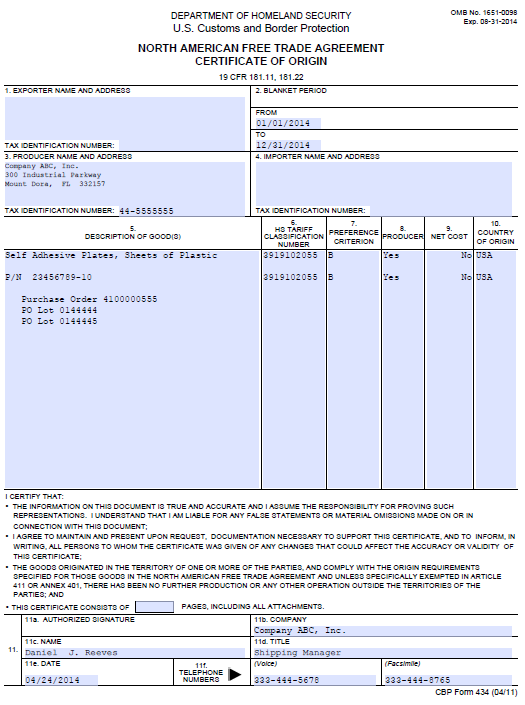 DEPARTMENT OF HOMELAND SECURITY
U.S. Customs and Border Protection
OMB No. 1651-0098
Exp. 08-31-2014
NORTH AMERICAN FREE TRADE AGREEMENT
CERTIFICATE OF ORIGIN
19 CFR 181.11, 181.22
1. EXPORTER NAME AND ADDRESS
TAX IDENTIFICATION NUMBER:
2. BLANKET PERIOD
FROM
01/01/2014
TO
12/31/2014
3. PRODUCER NAME AND ADDRESS
Company ABC, Inc.
300 Industrial Parkway
Mount Dora, FL 332157
TAX IDENTIFICATION NUMBER: 44-5555555
4. IMPORTER NAME AND ADDRESS
TAX IDENTIFICATION NUMBER:
5.
DESCRIPTION OF GOOD(S)
6.
HS TARIFF
CLASSIFICATION
NUMBER
7.
PREFERENCE
CRITERION
8.
PRODUCER
9.
NET COST
10.
COUNTRY
OF ORIGIN
Self Adhesive Plates, Sheets of Plastic 3919102055 B Yes No USA
P/N 23456789-10 3919102055 B Yes No USA
Purchase Order 4100000555
PO Lot 0144444
PO Lot 0144445
I CERTIFY THAT:
• THE INFORMATION ON THIS DOCUMENT IS TRUE AND ACCURATE AND I ASSUME THE RESPONSIBILITY FOR PROVING SUCH
REPRESENTATIONS. I UNDERSTAND THAT I AM LIABLE FOR ANY FALSE STATEMENTS OR MATERIAL OMISSIONS MADE ON OR IN
CONNECTION WITH THIS DOCUMENT;
• I AGREE TO MAINTAIN AND PRESENT UPON REQUEST, DOCUMENTATION NECESSARY TO SUPPORT THIS CERTIFICATE, AND TO INFORM, IN
WRITING, ALL PERSONS TO WHOM THE CERTIFICATE WAS GIVEN OF ANY CHANGES THAT COULD AFFECT THE ACCURACY OR VALIDITY OF
THIS CERTIFICATE;
• THE GOODS ORIGINATED IN THE TERRITORY OF ONE OR MORE OF THE PARTIES, AND COMPLY WITH THE ORIGIN REQUIREMENTS
SPECIFIED FOR THOSE GOODS IN THE NORTH AMERICAN FREE TRADE AGREEMENT AND UNLESS SPECIFICALLY EXEMPTED IN ARTICLE
411 OR ANNEX 401, THERE HAS BEEN NO FURTHER PRODUCTION OR ANY OTHER OPERATION OUTSIDE THE TERRITORIES OF THE
PARTIES; AND
• THIS CERTIFICATE CONSISTS OF PAGES, INCLUDING ALL ATTACHMENTS.
11.
11a. AUTHORIZED SIGNATURE
11b. COMPANY
Company ABC, Inc.
11c. NAME
Daniel J. Reeves
11d. TITLE
Shipping Manager
11e. DATE
04/24/2014
11f.
TELEPHONE
NUMBERS
(Voice)
333-444-5678
(Facsimile)
333-444-8765
CBP Form 434 (04/11)